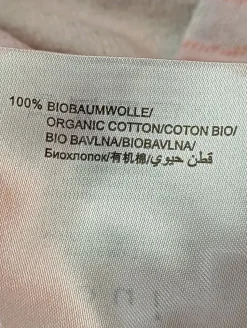 100% BIOBAUMWOLLE/
ORGANIC COTTON/COTON BIO/
BIO BAVLNA/BIOBAVLNA/
Биохлопок/有机棉/قطن حيوي/